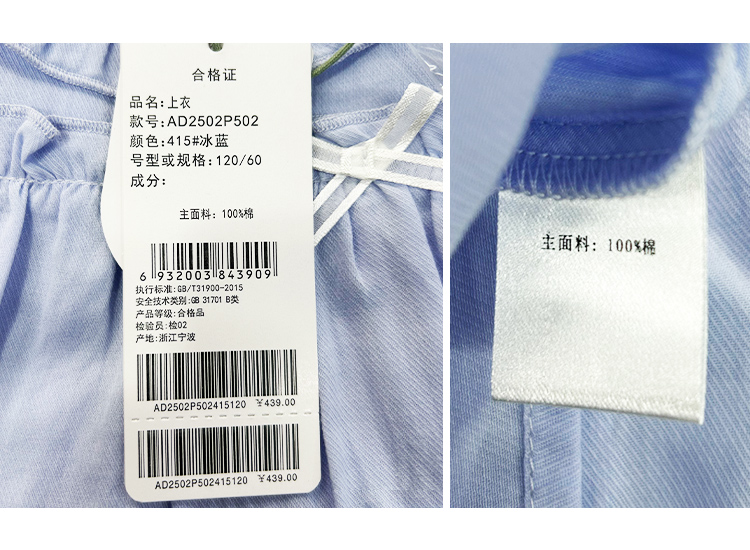 合格证
品名:上衣
款号:AD2502P502
颜色:415#冰蓝
号型或规格:120/60
成分:
主面料: 100%棉
6 932003 843909
执行标准:GB/T31900-2015
安全技术类别:GB 31701 B类
产品等级:合格品
检验员:检02
产地:浙江宁波
AD2502P502415120 ¥439.00
AD2502P502415120 ¥439.00
主面料: 100%棉